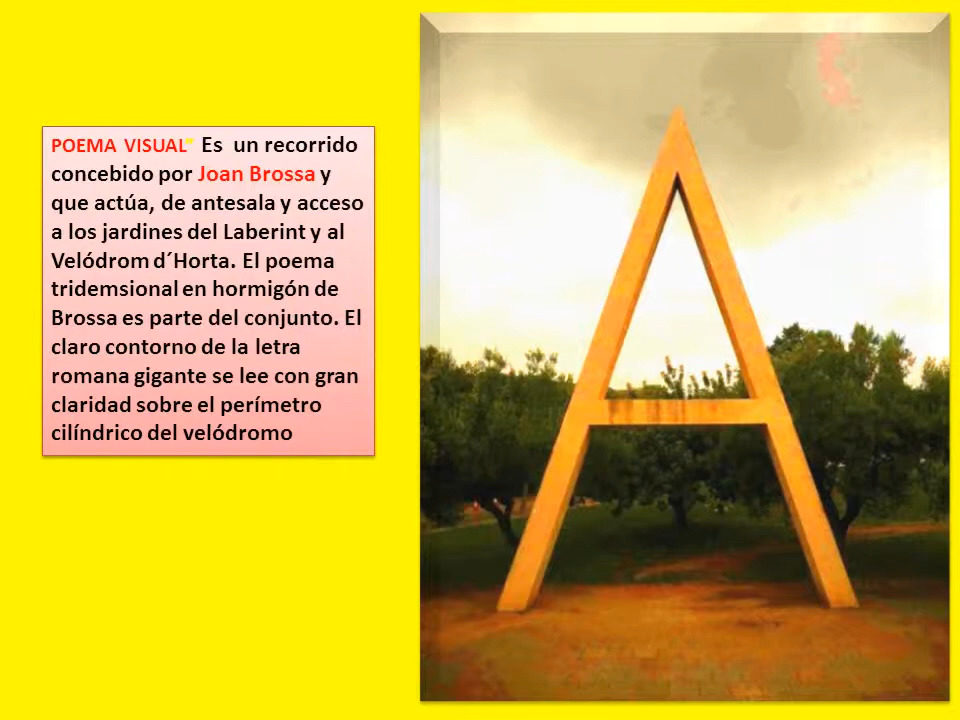 POEMA VISUAL" Es un recorrido
concebido por Joan Brossa y
que actúa, de antesala y acceso
a los jardines del Laberint y al
Velódrom d´Horta. El poema
tridemsional en hormigón de
Brossa es parte del conjunto. El
claro contorno de la letra
romana gigante se lee con gran
claridad sobre el perímetro
cilíndrico del velódromo
A